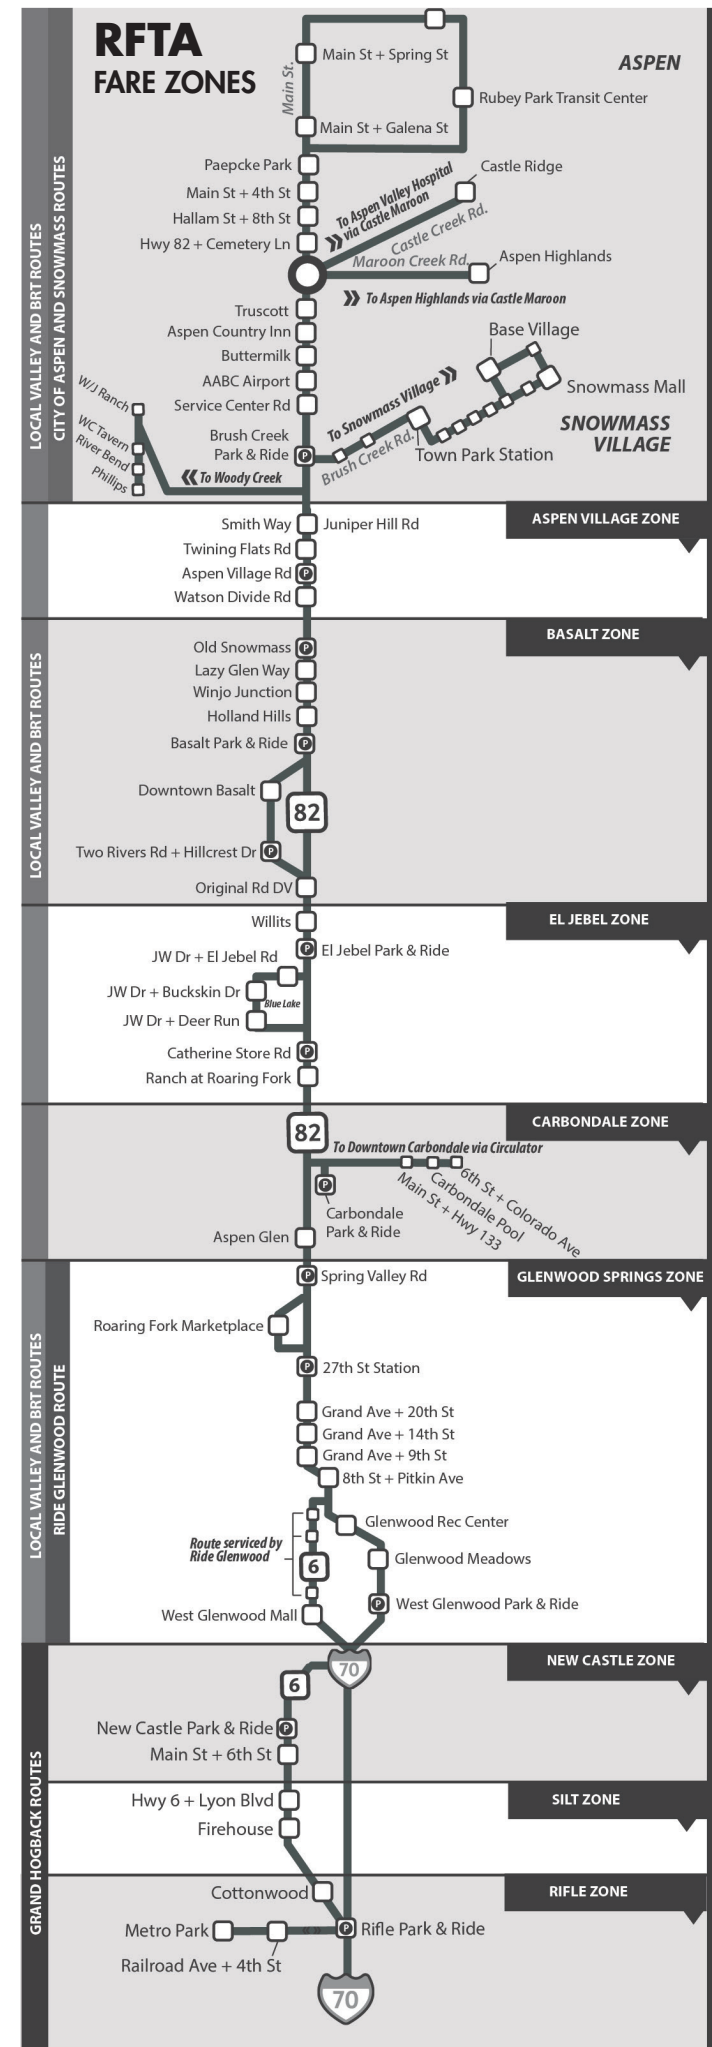 RFTA
FARE ZONES
ASPEN
Main St.
Main St + Spring St
Rubey Park Transit Center
Main St + Galena St
Paepcke Park
Main St + 4th St
Hallam St + 8th St
Hwy 82 + Cemetery Ln
To Aspen Valley Hospital
via Castle Maroon
Castle Ridge
Castle Creek Rd.
Maroon Creek Rd.
Aspen Highlands
To Aspen Highlands via Castle Maroon
Truscott
Aspen Country Inn
Buttermilk
AABC Airport
Service Center Rd
Brush Creek
Park & Ride
P
To Snowmass Village
Brush Creek Rd.
Base Village
Snowmass Mall
Town Park Station
SNOWMASS
VILLAGE
W/J Ranch
WC Tavern
River Bend
Phillips
To Woody Creek
LOCAL VALLEY AND BRT ROUTES
CITY OF ASPEN AND SNOWMASS ROUTES
ASPEN VILLAGE ZONE
Smith Way
Juniper Hill Rd
Twining Flats Rd
Aspen Village Rd
P
Watson Divide Rd
BASALT ZONE
Old Snowmass
P
Lazy Glen Way
Winjo Junction
Holland Hills
Basalt Park & Ride
P
Downtown Basalt
82
Two Rivers Rd + Hillcrest Dr
P
Original Rd DV
LOCAL VALLEY AND BRT ROUTES
EL JEBEL ZONE
Willits
P
El Jebel Park & Ride
JW Dr + El Jebel Rd
JW Dr + Buckskin Dr
Blue Lake
JW Dr + Deer Run
Catherine Store Rd
P
Ranch at Roaring Fork
CARBONDALE ZONE
82
To Downtown Carbondale via Circulator
P
Carbondale
Park & Ride
Main St + Hwy 133
Carbondale Pool
6th St + Colorado Ave
Aspen Glen
GLENWOOD SPRINGS ZONE
P
Spring Valley Rd
Roaring Fork Marketplace
P
27th St Station
Grand Ave + 20th St
Grand Ave + 14th St
Grand Ave + 9th St
8th St + Pitkin Ave
Glenwood Rec Center
Route serviced by
Ride Glenwood
6
Glenwood Meadows
P
West Glenwood Park & Ride
West Glenwood Mall
LOCAL VALLEY AND BRT ROUTES
RIDE GLENWOOD ROUTE
NEW CASTLE ZONE
70
6
New Castle Park & Ride
P
Main St + 6th St
SILT ZONE
Hwy 6 + Lyon Blvd
Firehouse
RIFLE ZONE
Cottonwood
Metro Park
P
Rifle Park & Ride
Railroad Ave + 4th St
70
GRAND HOGBACK ROUTES